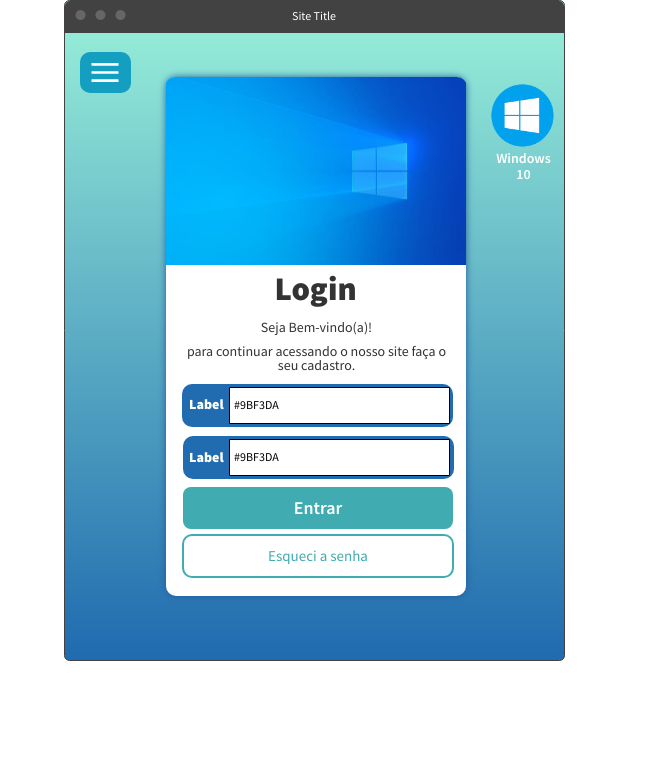 Site Title
Windows
10
Login
Seja Bem-vindo(a)!
para continuar acessando o nosso site faça o
seu cadastro.
Label #9BF3DA
Label #9BF3DA
Entrar
Esqueci a senha